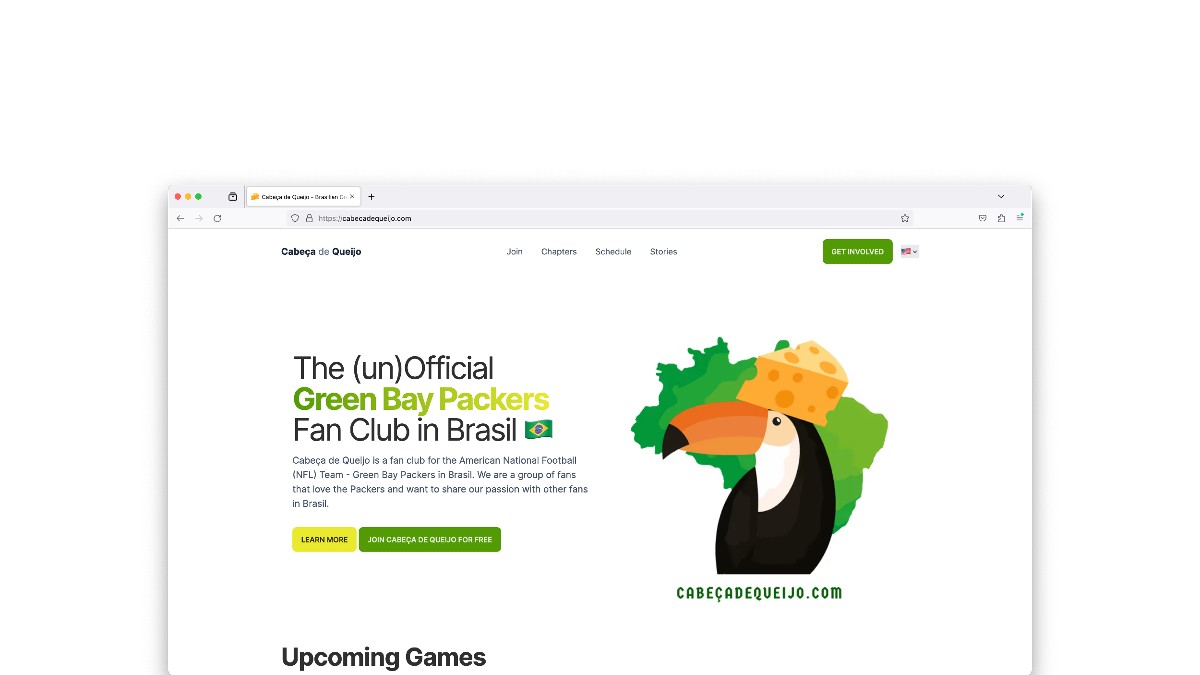 Cabeça de Queijo - Brasilian Gr
https://cabecadequeijo.com
Cabeça de Queijo
Join
Chapters
Schedule
Stories
GET INVOLVED
The (un)Official
Green Bay Packers
Fan Club in Brasil
Cabeça de Queijo is a fan club for the American National Football
(NFL) Team - Green Bay Packers in Brasil. We are a group of fans
that love the Packers and want to share our passion with other fans
in Brasil.
LEARN MORE
JOIN CABEÇA DE QUEIJO FOR FREE
CABEÇADEQUEIJO.COM
Upcoming Games